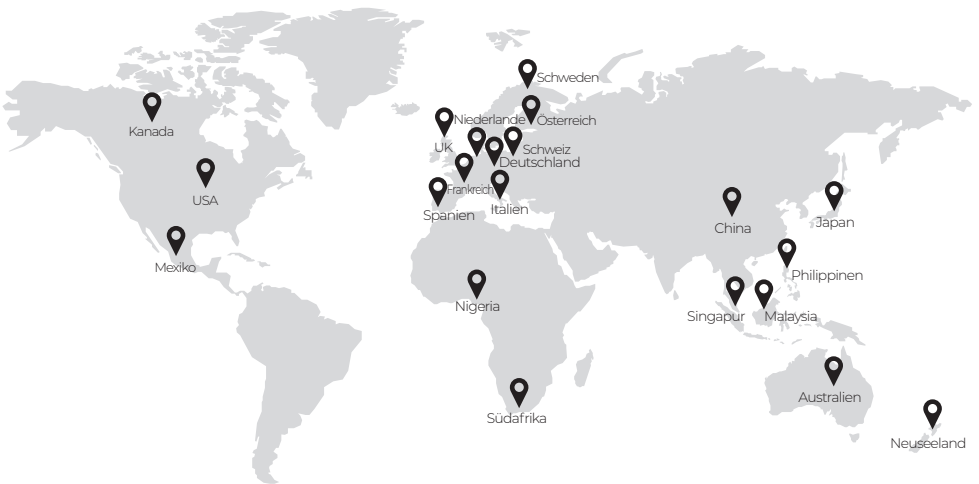 Schweden
Niederlande
Österreich
Kanada
UK
Schweiz
Deutschland
Frankreich
USA
Italien
Spanien
China
Japan
Mexiko
Philippinen
Nigeria
Singapur
Malaysia
Australien
Südafrika
Neuseeland